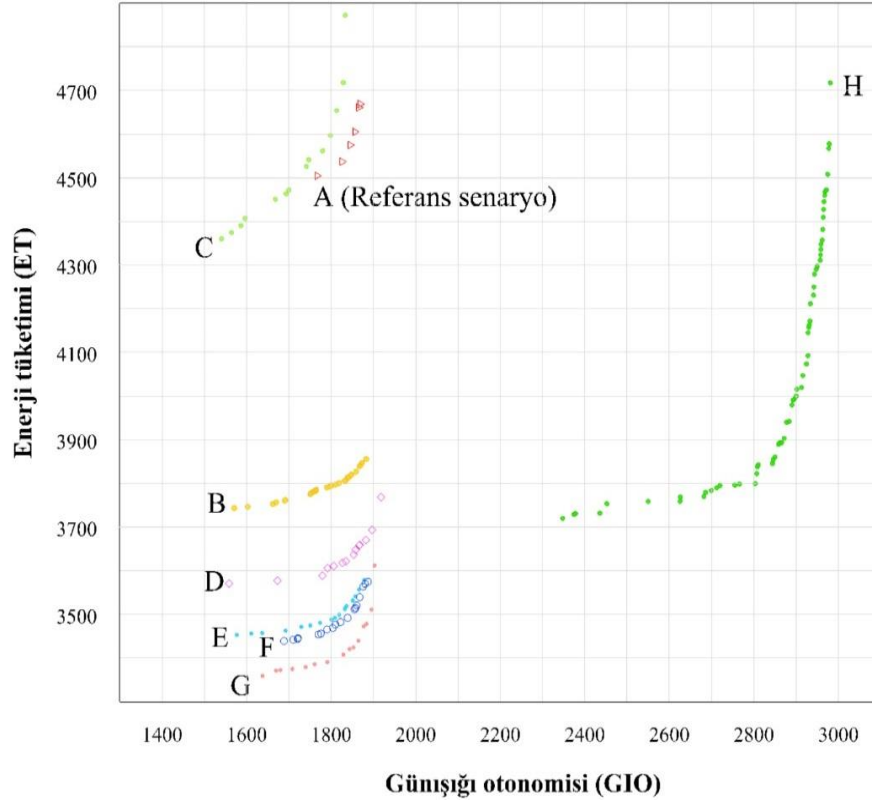 4700
H
4500
A (Referans senaryo)
C
4300
4100
3900
B
3700
D
E
F
3500
G
1400 1600 1800 2000 2200 2400 2600 2800 3000
Enerji tüketimi (ET)
Günışığı otonomisi (GIO)